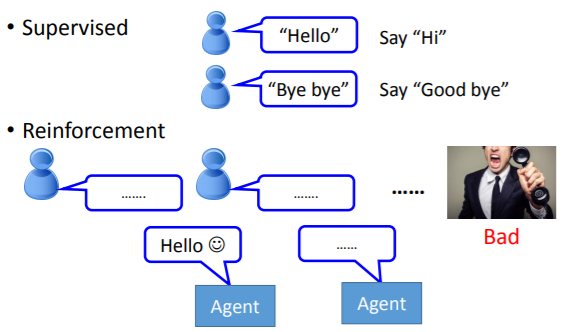 • Supervised
“Hello” Say “Hi”
“Bye bye” Say “Good bye”
• Reinforcement
....... ....... ……
Bad
Hello ☺ ……
Agent Agent